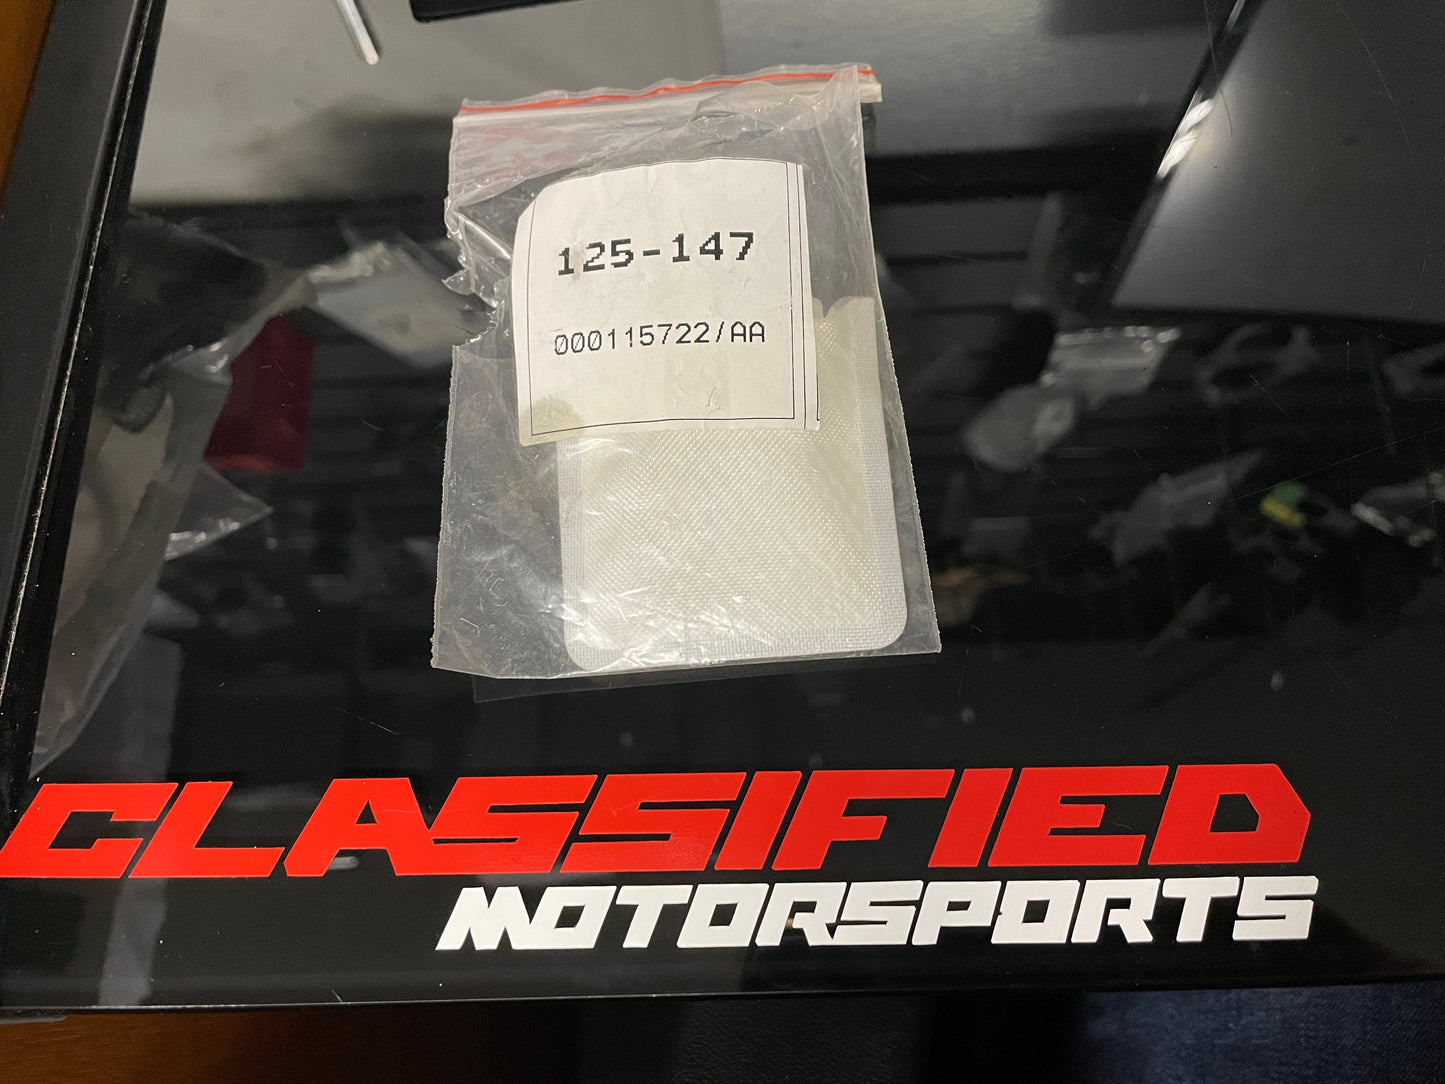 125-147
000115722/AA
CLASSIFIED
MOTORSPORTS